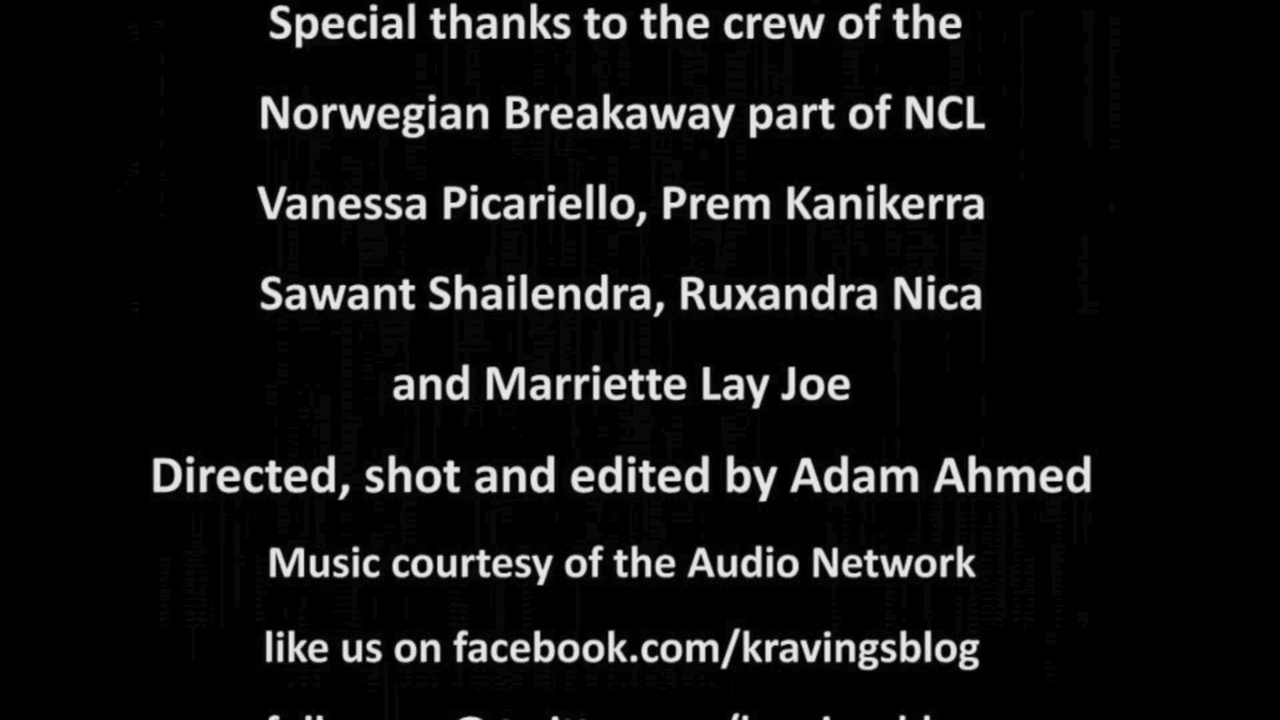 Special thanks to the crew of the
Norwegian Breakaway part of NCL
Vanessa Picariello, Prem Kanikerra
Sawant Shailendra, Ruxandra Nica
and Marriette Lay Joe
Directed, shot and edited by Adam Ahmed
Music courtesy of the Audio Network
like us on facebook.com/kravingsblog